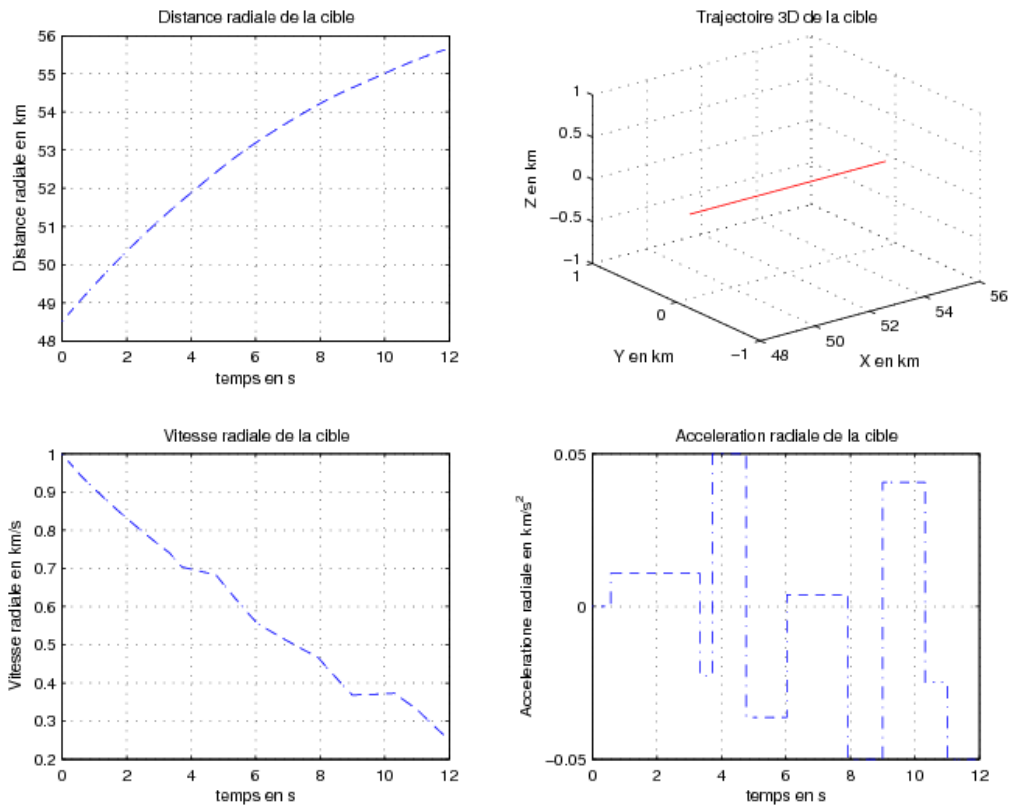 Distance radiale de la cible
56
55
54
53
52
51
50
49
48
Distance radiale en km
0 2 4 6 8 10 12
temps en s
Trajectoire 3D de la cible
1
0.5
0
−0.5
−1
Z en km
1
0
−1
Y en km
48
50
52
54
56
X en km
Vitesse radiale de la cible
1
0.9
0.8
0.7
0.6
0.5
0.4
0.3
0.2
Vitesse radiale en km/s
0 2 4 6 8 10 12
temps en s
Acceleration radiale de la cible
0.05
0
−0.05
Acceleratione radiale en km/s²
0 2 4 6 8 10 12
temps en s